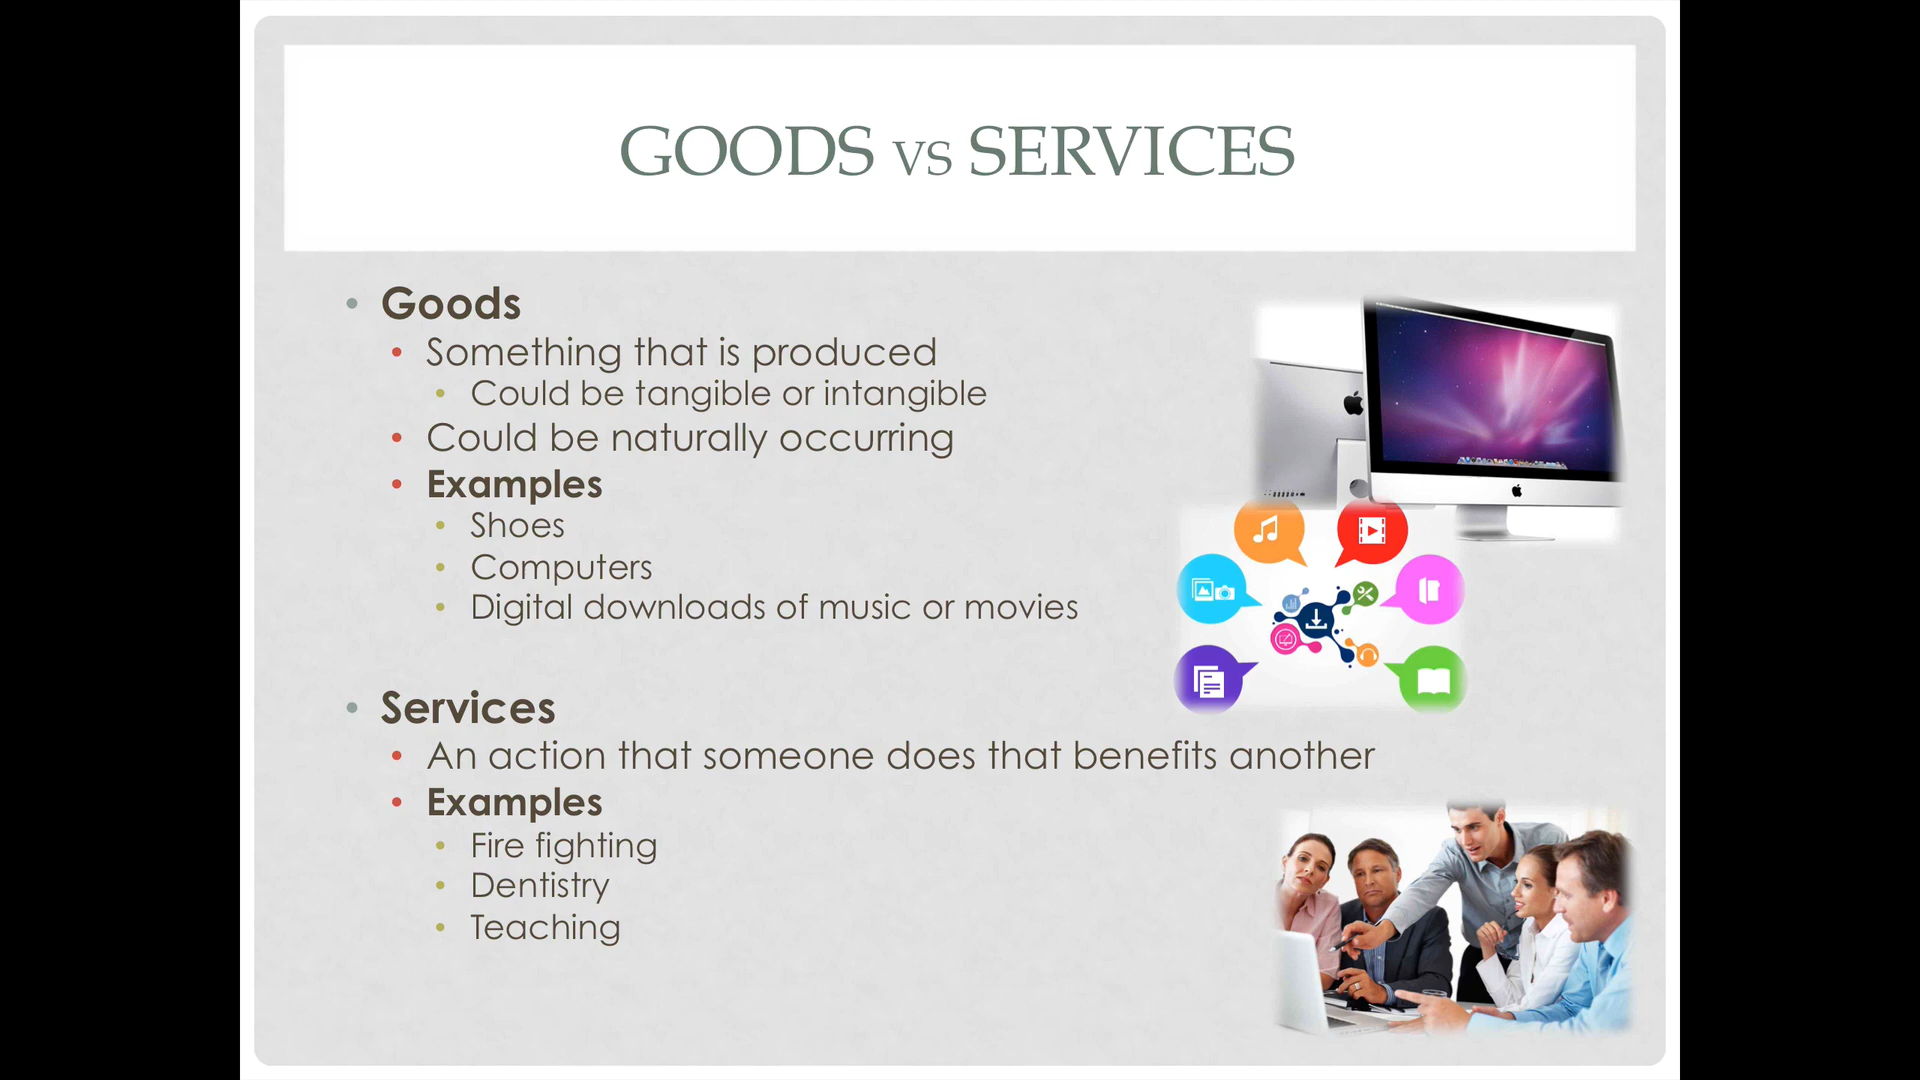 GOODS VS SERVICES
• Goods
• Something that is produced
• Could be tangible or intangible
• Could be naturally occurring
• Examples
• Shoes
• Computers
• Digital downloads of music or movies
• Services
• An action that someone does that benefits another
• Examples
• Fire fighting
• Dentistry
• Teaching